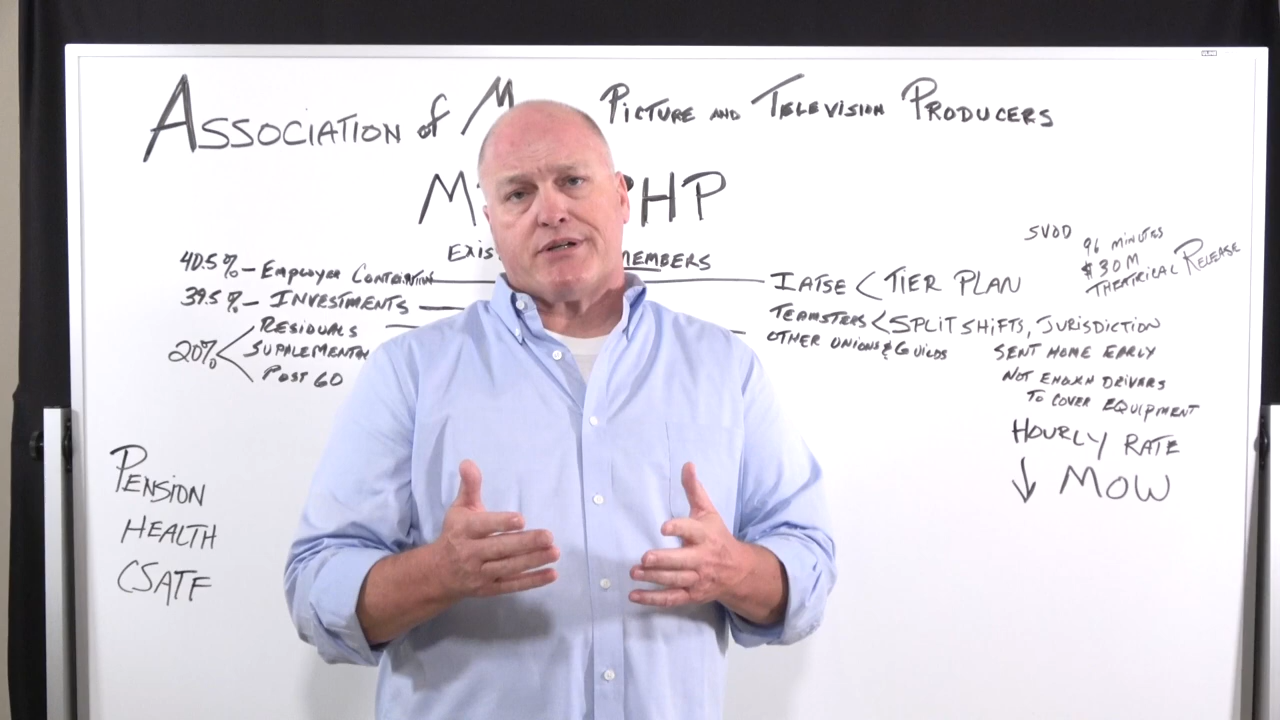 ASSOCIATION of M PICTURE AND TELEVISION PRODUCERS
M PHP
EXIS MEMBERS
40.5% – EMPLOYER CONTRIBUTION
39.5% – INVESTMENTS
20% < RESIDUALS
SUPPLEMENTAL
POST 60
IATSE < TIER PLAN
SVOD
96 MINUTES
$30M
THEATRICAL RELEASE
TEAMSTERS < SPLIT SHIFTS, JURISDICTION
OTHER UNIONS & GUILDS
SENT HOME EARLY
NOT ENOUGH DRIVERS
TO COVER EQUIPMENT
HOURLY RATE
↓ MOW
PENSION
HEALTH
CSATF